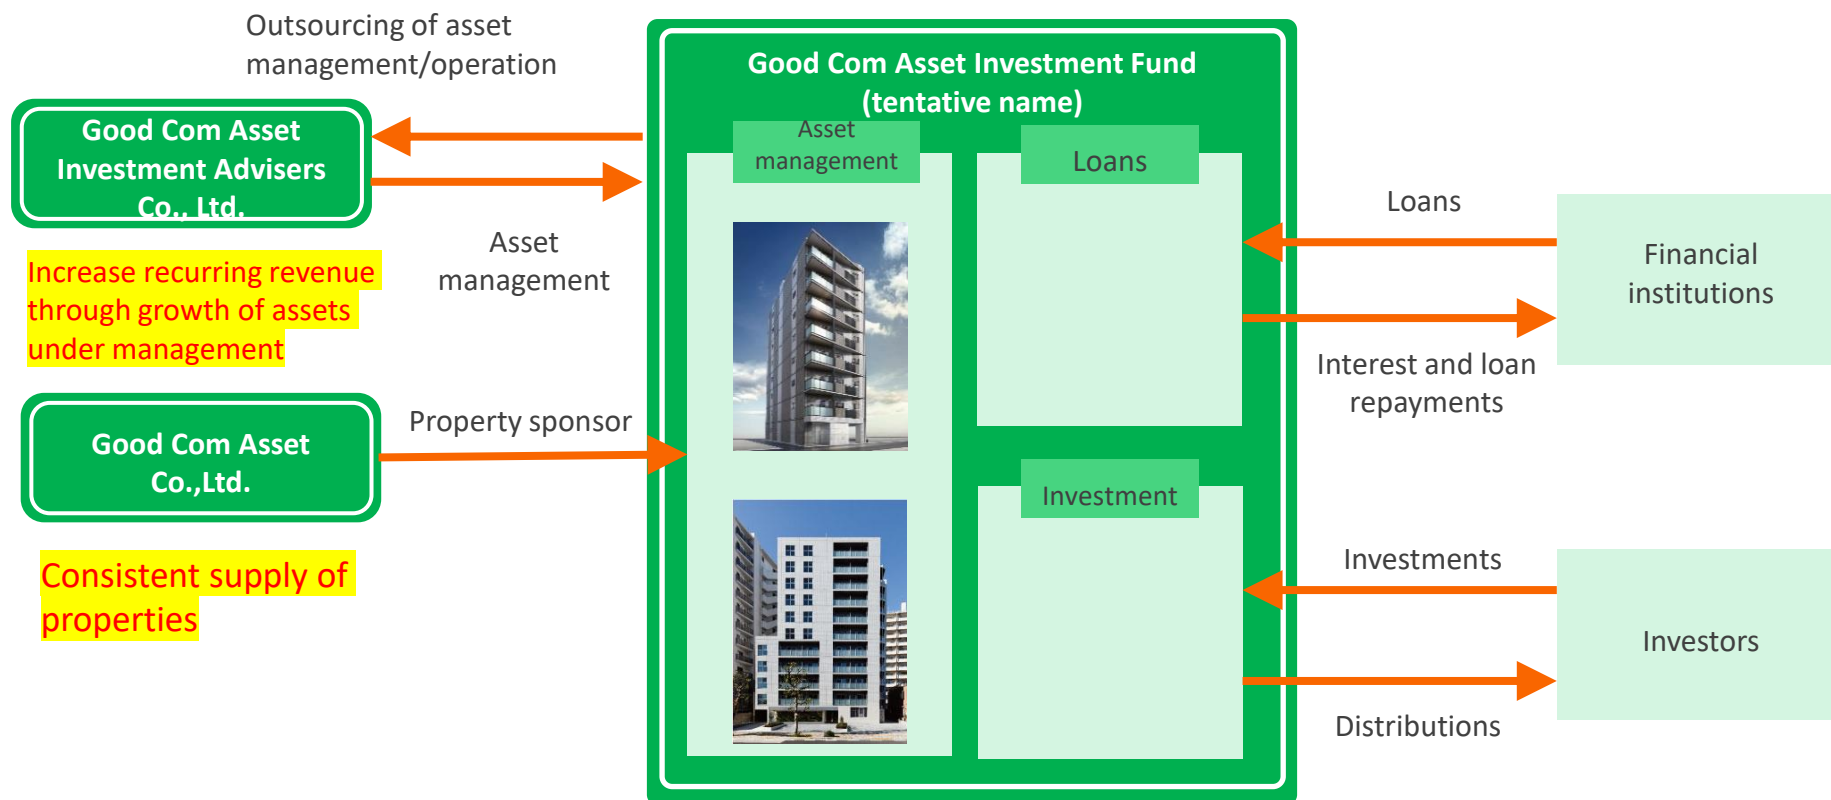 Outsourcing of asset
management/operation
Good Com Asset
Investment Advisers
Co., Ltd.
Asset
management
Increase recurring revenue
through growth of assets
under management
Good Com Asset
Co.,Ltd.
Property sponsor
Consistent supply of
properties
Good Com Asset Investment Fund
(tentative name)
Asset
management
Loans
Investment
Loans
Interest and loan
repayments
Financial
institutions
Investments
Distributions
Investors